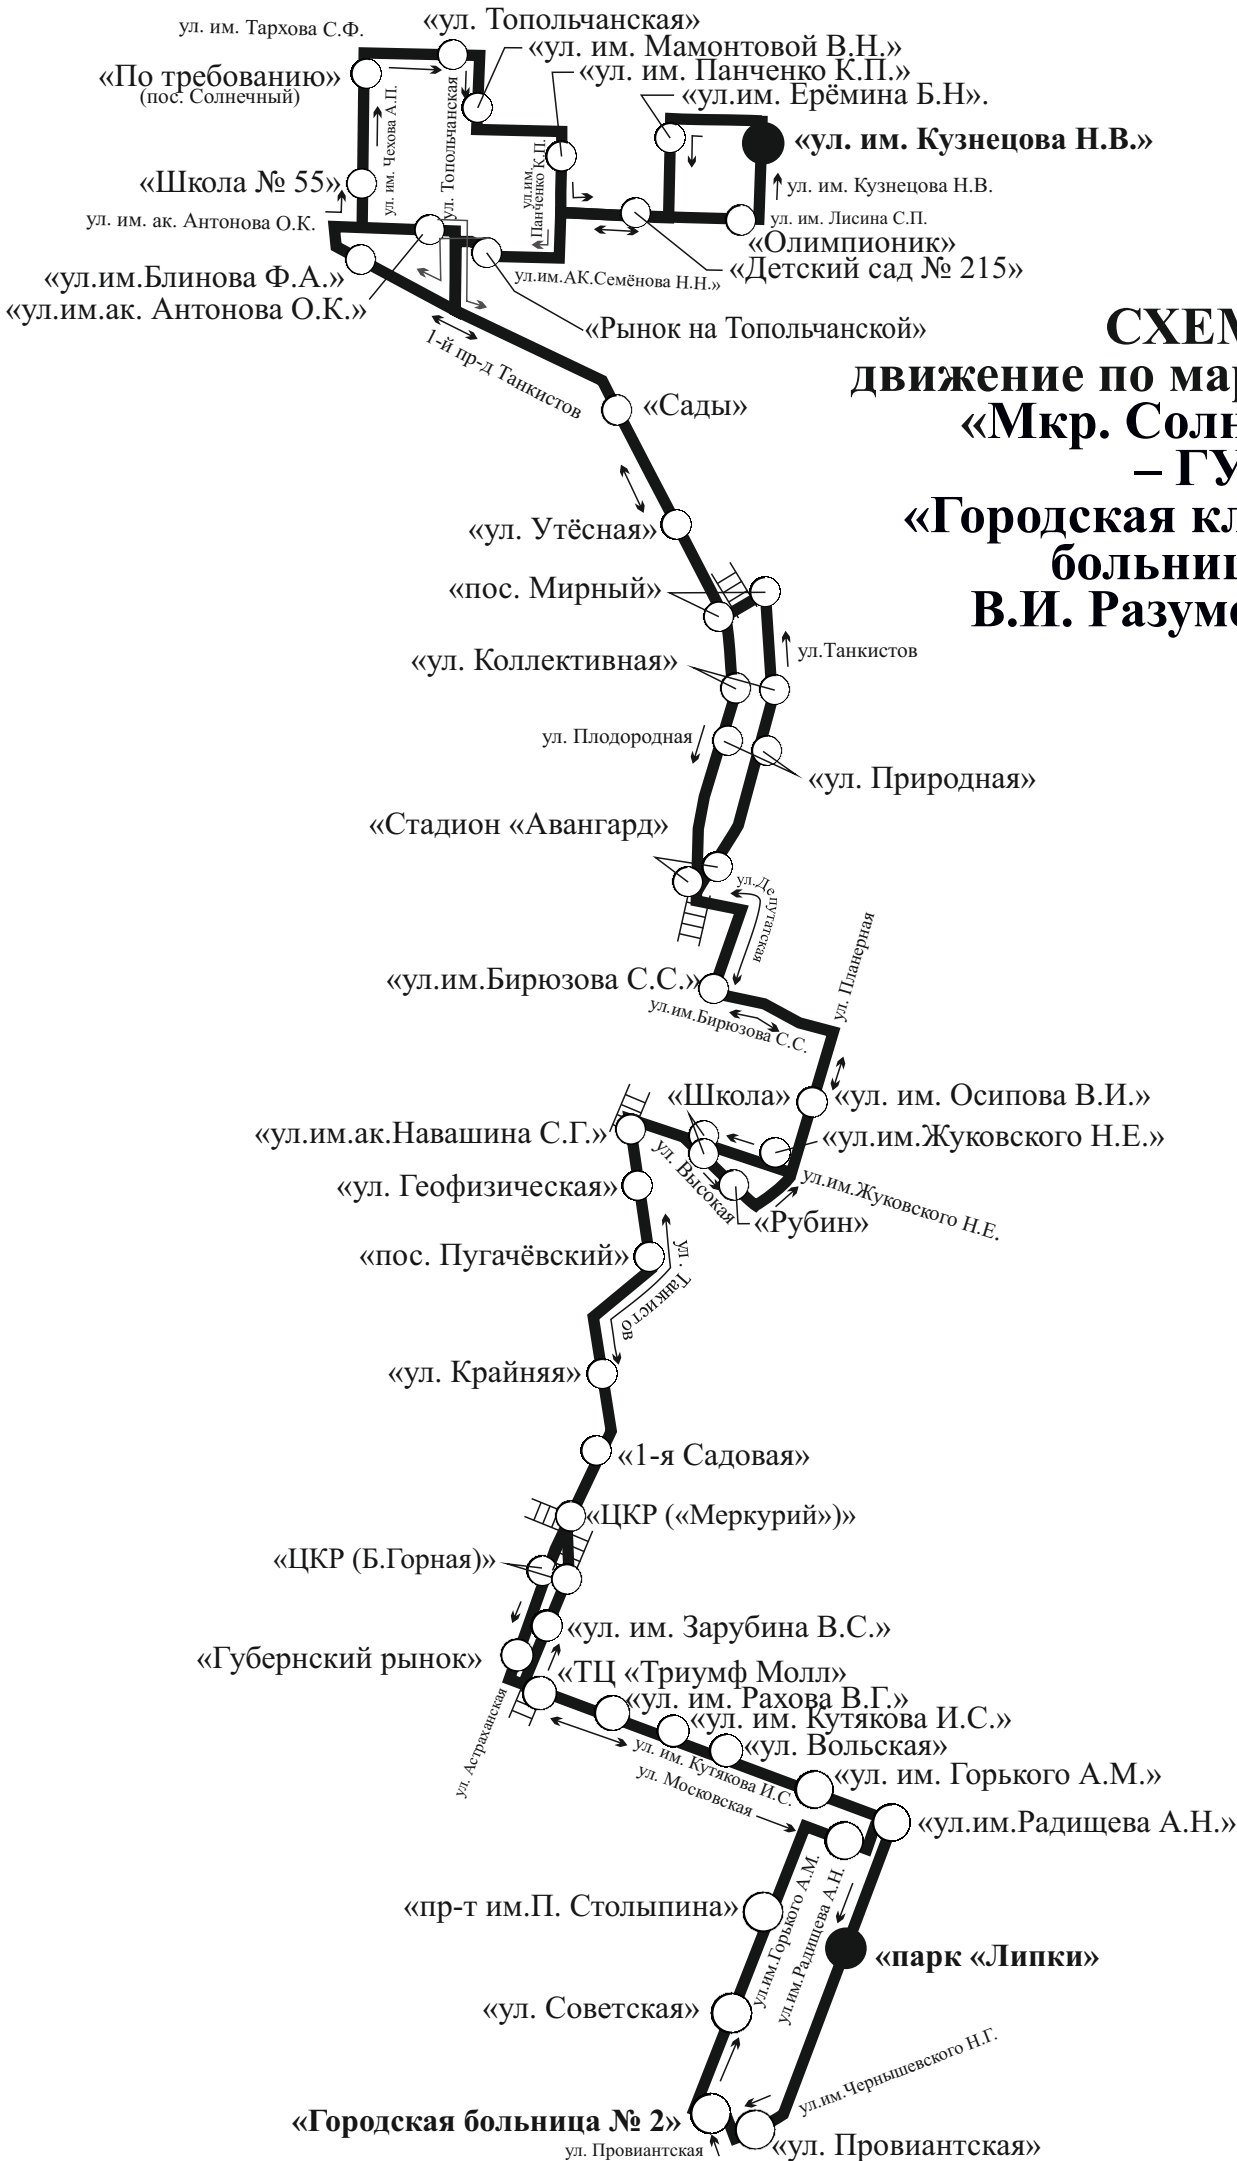 ул. им. Тархова С.Ф.
«ул. Топольчанская»
«ул. им. Мамонтовой В.Н.»
«По требованию»
(пос. Солнечный)
«ул. им. Панченко К.П.»
«ул.им. Ерёмина Б.Н».
«ул. им. Кузнецова Н.В.»
ул. им. Чехова А.П.
ул. Топольчанская
ул.им.
Панченко К.П.
«Школа № 55»
ул. им. Кузнецова Н.В.
ул. им. ак. Антонова О.К.
ул. им. Лисина С.П.
«Олимпионик»
«Детский сад № 215»
«ул.им.Блинова Ф.А.»
ул.им.АК.Семёнова Н.Н.»
«ул.им.ак. Антонова О.К.»
«Рынок на Топольчанской»
1-й пр-д Танкистов
СХЕМ
движение по мар
«Мкр. Солн
– ГУ
«Городская кл
больниц
В.И. Разумо
«Сады»
«ул. Утёсная»
«пос. Мирный»
ул.Танкистов
«ул. Коллективная»
ул. Плодородная
«ул. Природная»
«Стадион «Авангард»
ул.Депутатская
ул. Планерная
«ул.им.Бирюзова С.С.»
ул.им.Бирюзова С.С.
«Школа»
«ул. им. Осипова В.И.»
«ул.им.ак.Навашина С.Г.»
«ул.им.Жуковского Н.Е.»
ул. Высокая
ул.им.Жуковского Н.Е.
«ул. Геофизическая»
«Рубин»
«пос. Пугачёвский»
ул. Танкистов
«ул. Крайняя»
«1-я Садовая»
«ЦКР («Меркурий»)»
«ЦКР (Б.Горная)»
«ул. им. Зарубина В.С.»
«Губернский рынок»
«ТЦ «Триумф Молл»
«ул. им. Рахова В.Г.»
«ул. им. Кутякова И.С.»
«ул. Вольская»
ул. Астраханская
ул. им. Кутякова И.С.
ул. Московская
«ул. им. Горького А.М.»
«ул.им.Радищева А.Н.»
«пр-т им.П. Столыпина»
ул.им.Горького А.М.
ул.им.Радищева А.Н.
«парк «Липки»
«ул. Советская»
ул.им.Чернышевского Н.Г.
«Городская больница № 2»
ул. Провиантская
«ул. Провиантская»